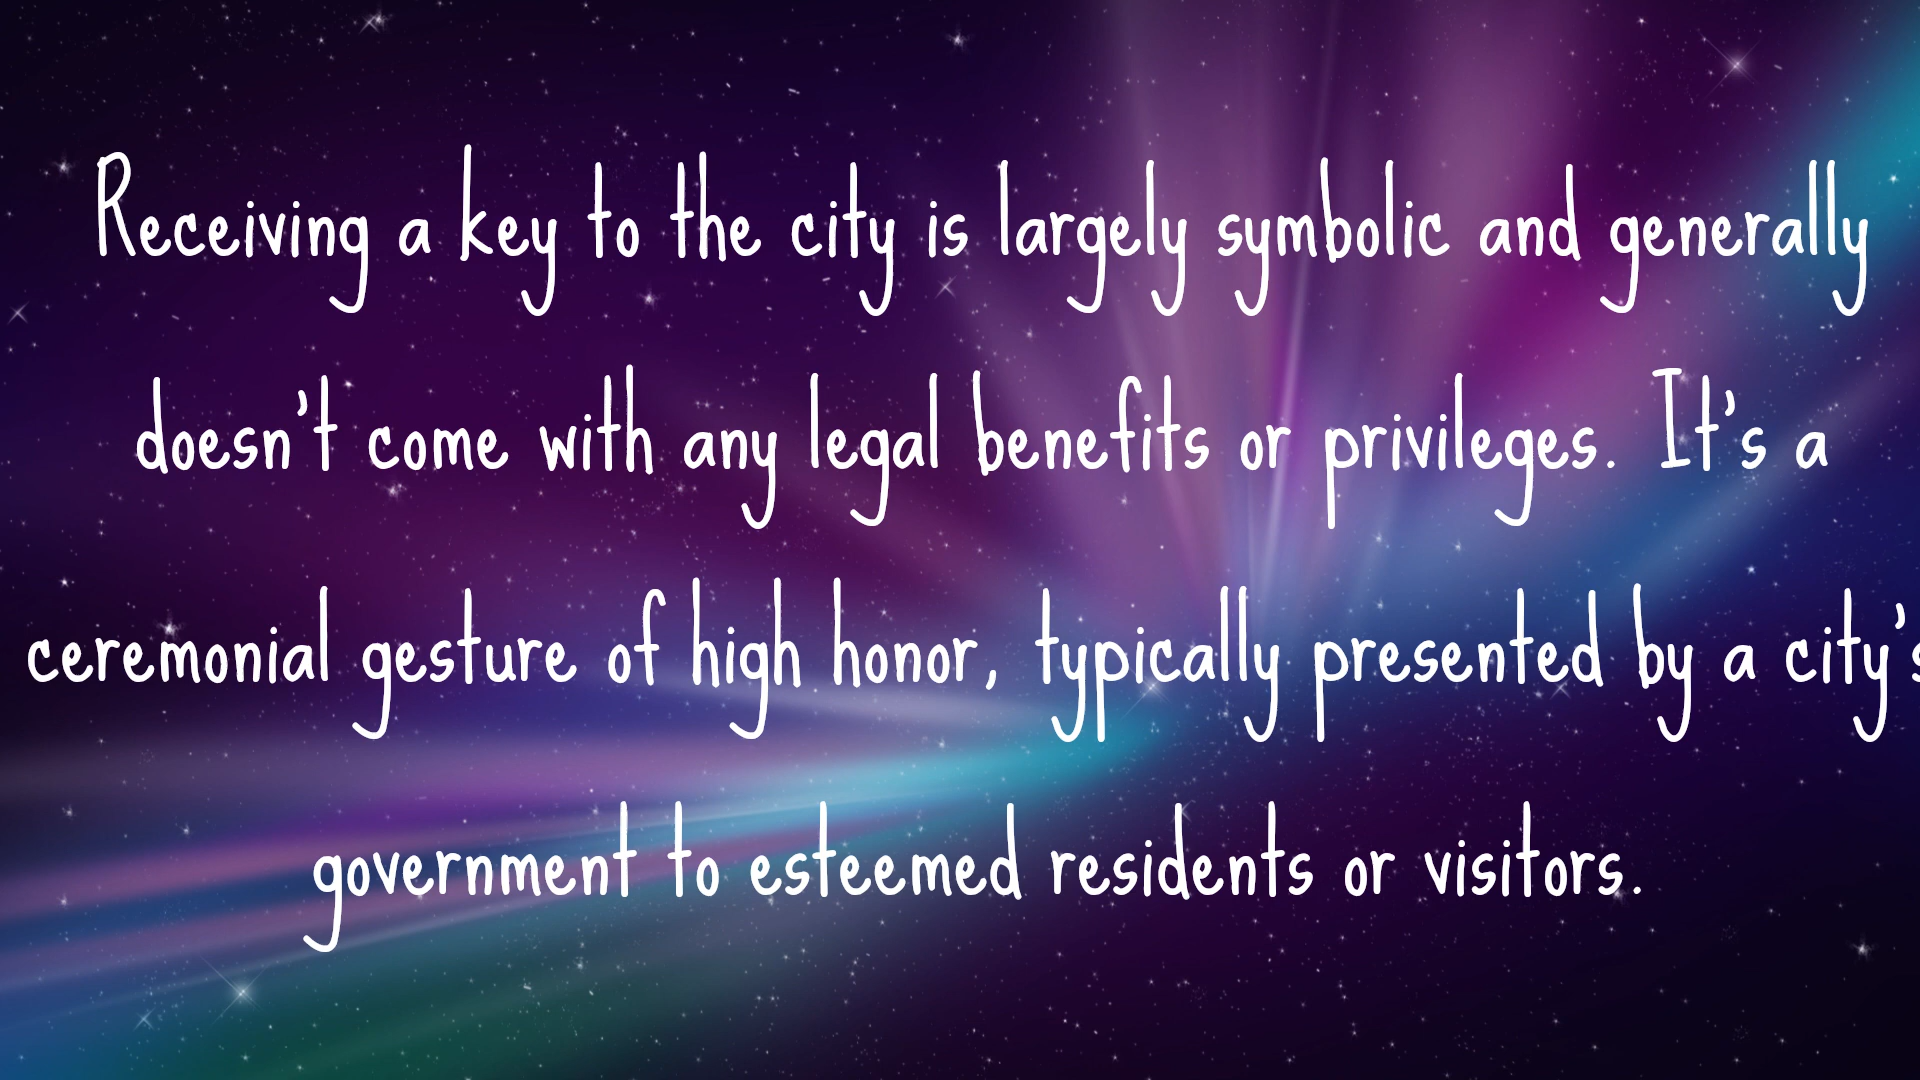 Receiving a key to the city is largely symbolic and generally
doesn't come with any legal benefits or privileges. It's a
ceremonial gesture of high honor, typically presented by a city's
government to esteemed residents or visitors.